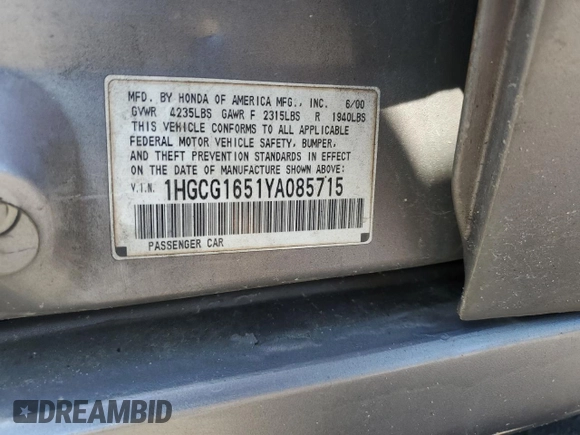 MFD. BY HONDA OF AMERICA MFG., INC. 6/00
GVWR 4235LBS GAWR F 2315LBS R 1940LBS
THIS VEHICLE CONFORMS TO ALL APPLICABLE
FEDERAL MOTOR VEHICLE SAFETY, BUMPER,
AND THEFT PREVENTION STANDARDS IN EFFECT
ON THE DATE OF MANUFACTURE SHOWN ABOVE:
V.I.N. 1HGCG1651YA085715
PASSENGER CAR
DREAMBID